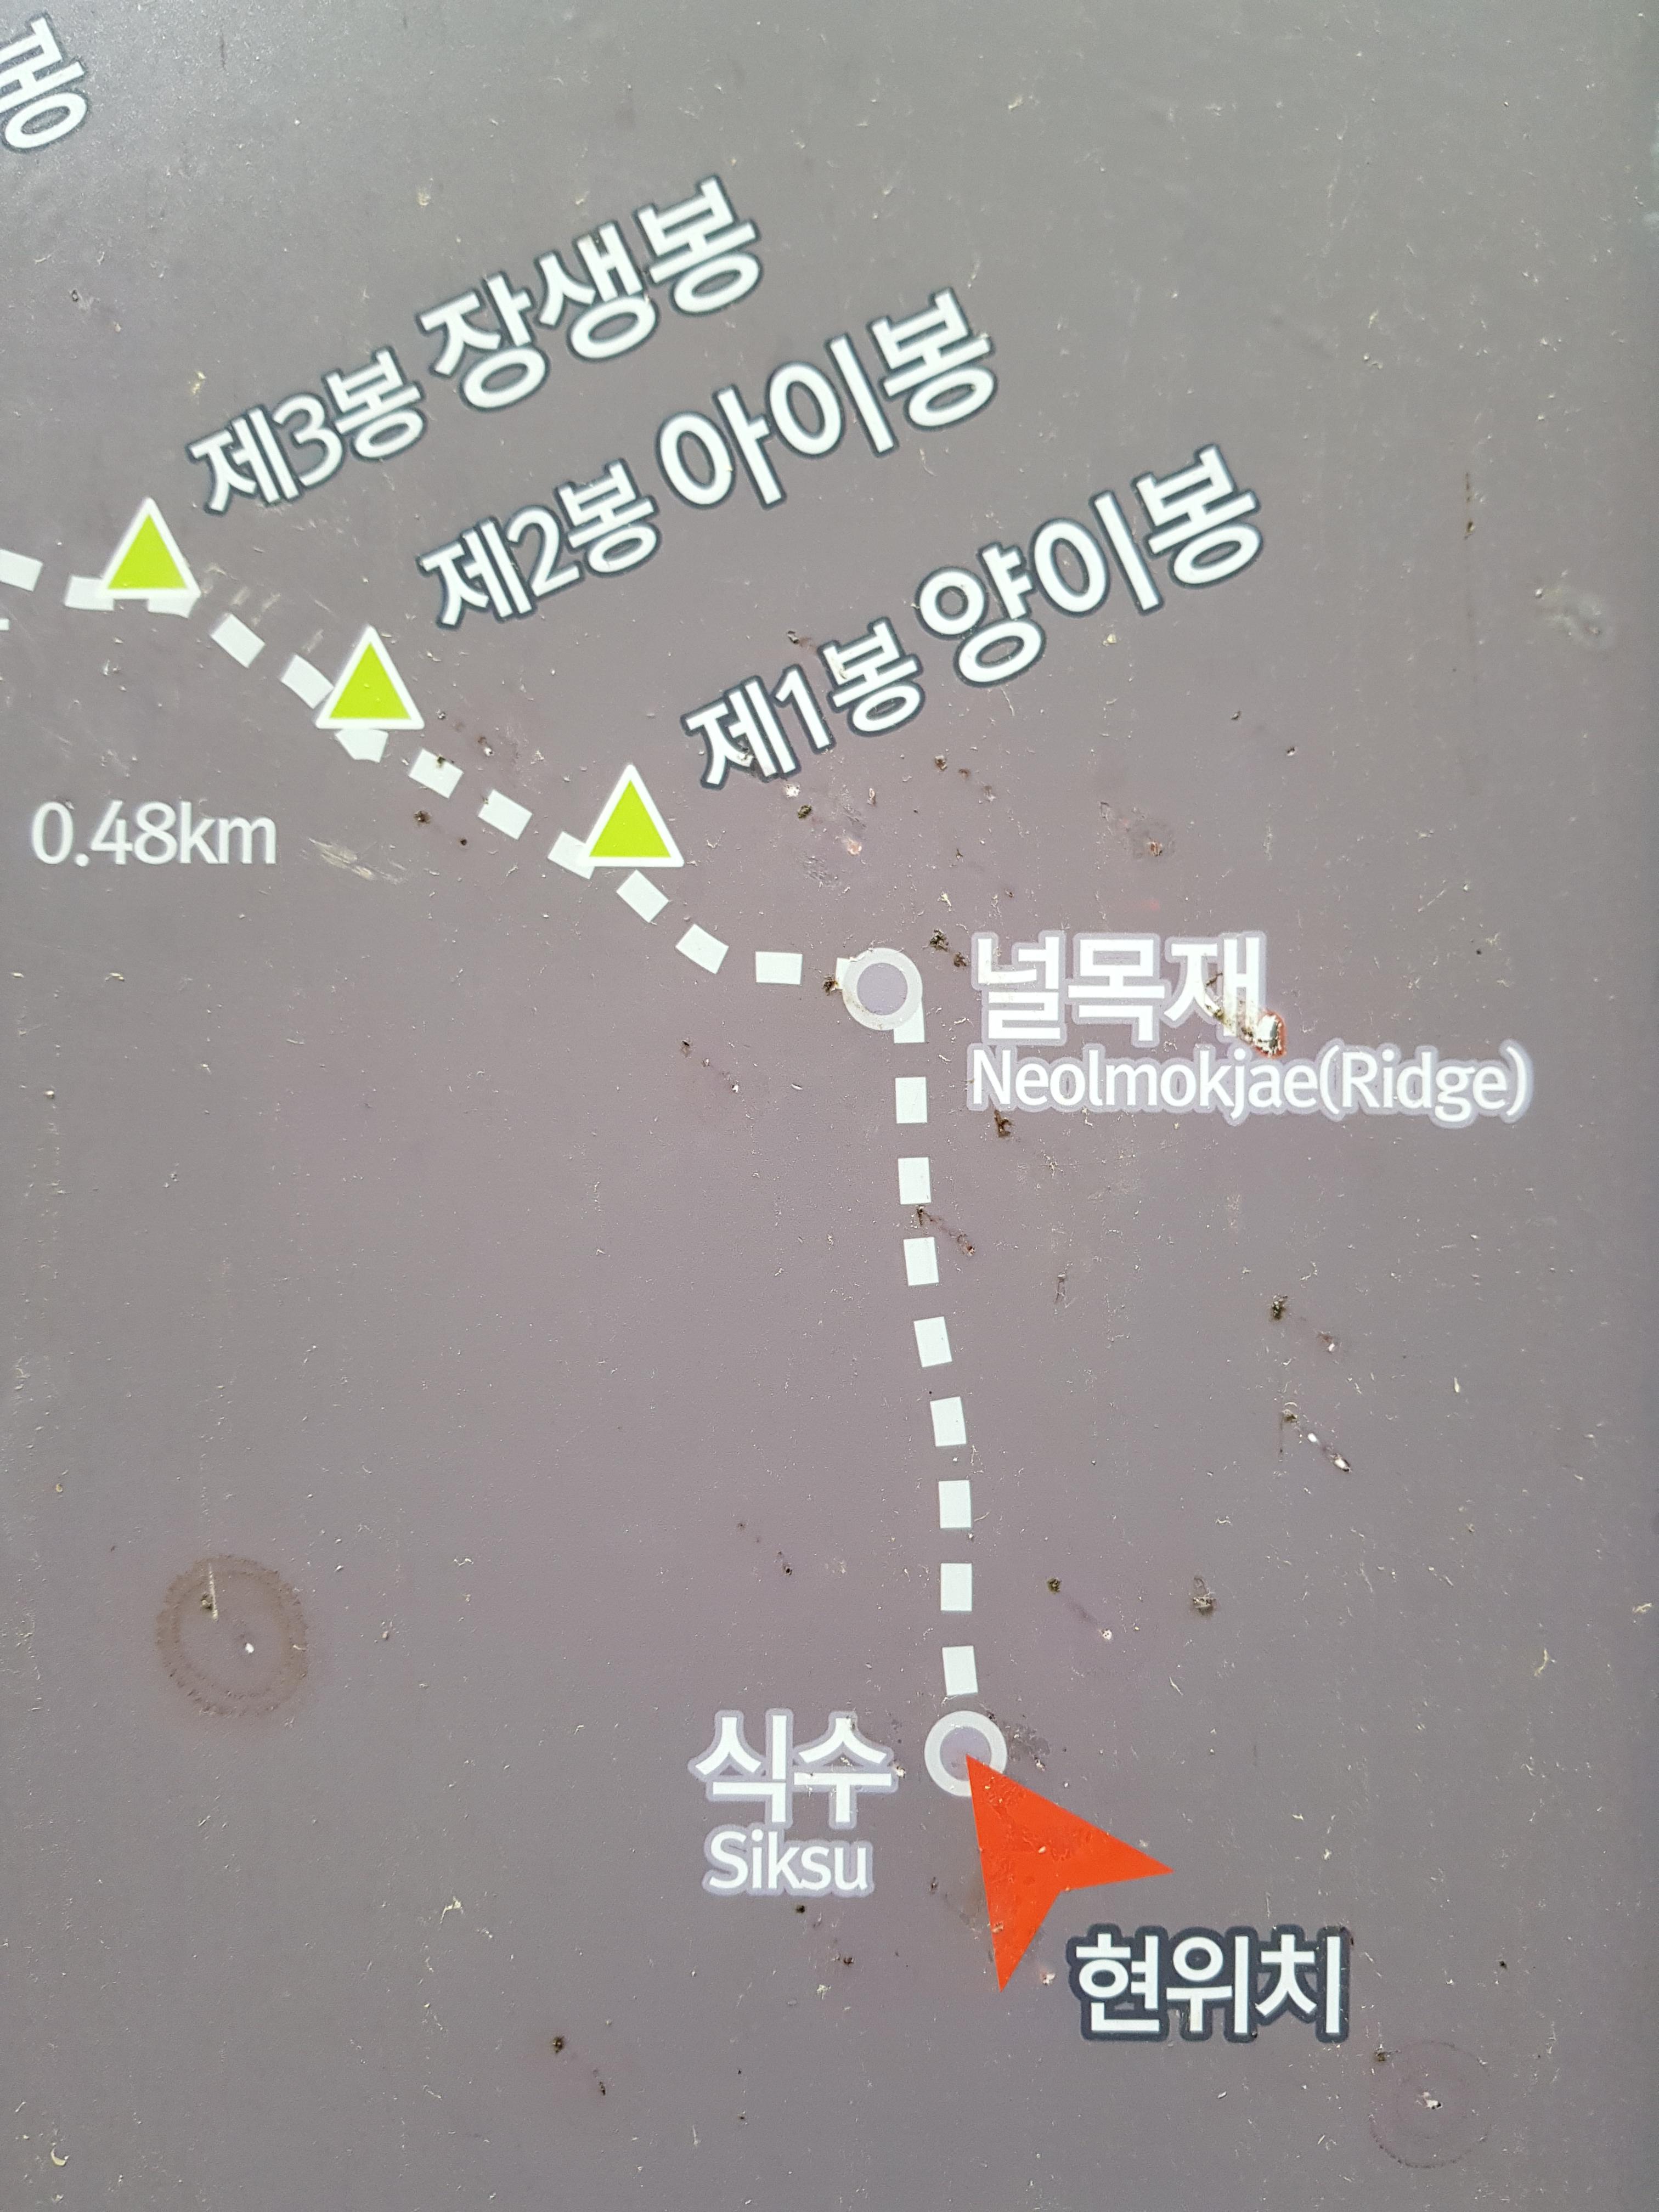 봉
제3봉 장생봉
제2봉 아이봉
제1봉 양이봉
0.48km
널목재
Neolmokjae(Ridge)
식수
Siksu
현위치